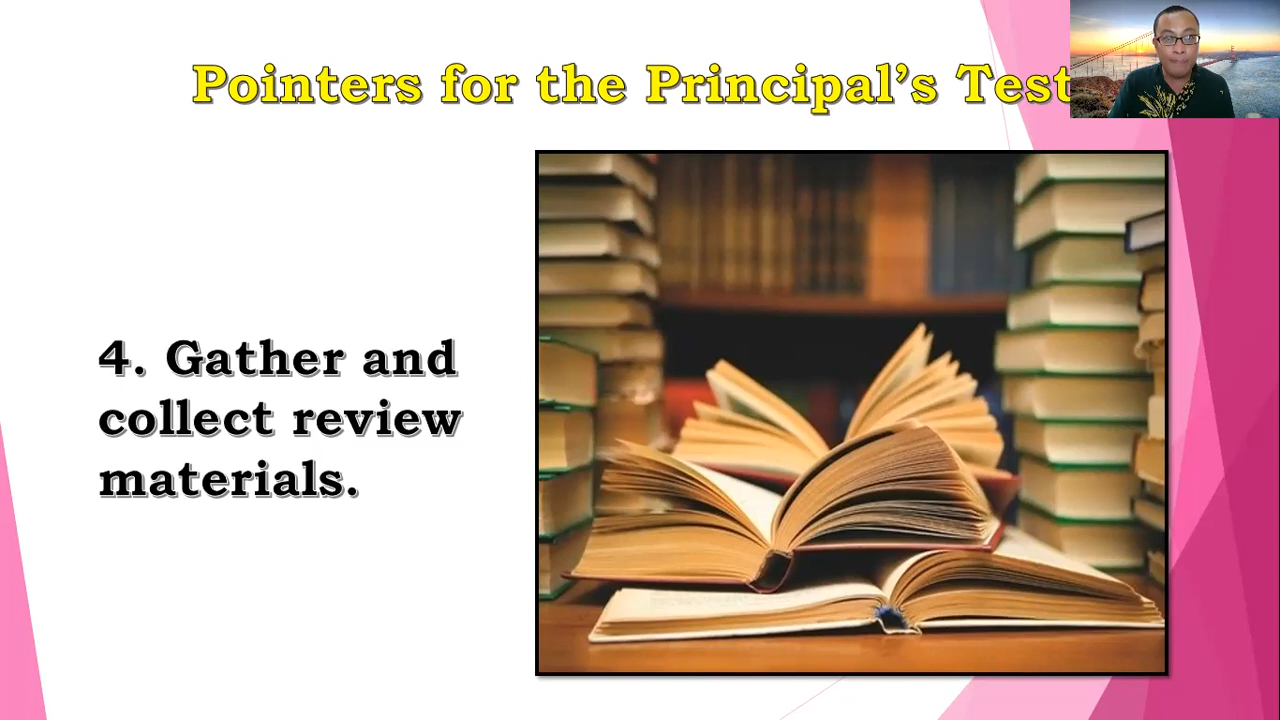 Pointers for the Principal’s Test
4. Gather and
collect review
materials.